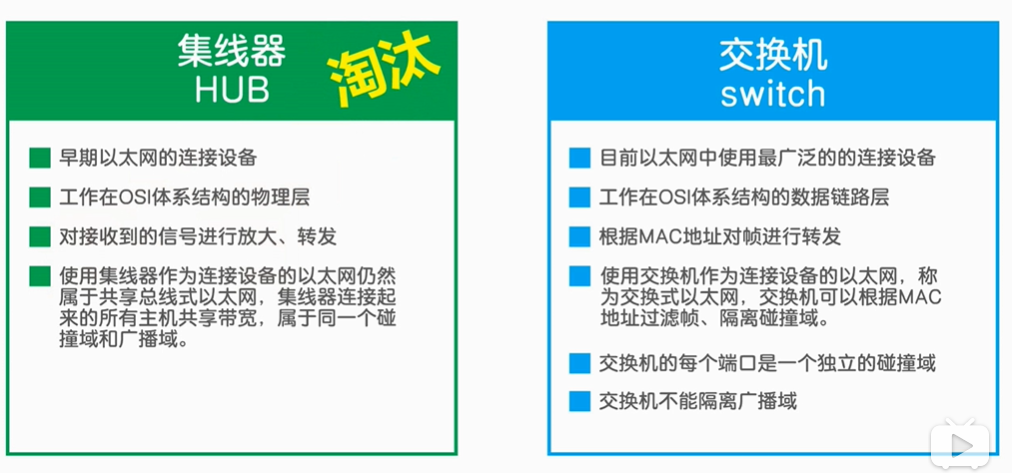 集线器
HUB
淘汰
早期以太网的连接设备
工作在OSI体系结构的物理层
对接收到的信号进行放大、转发
使用集线器作为连接设备的以太网仍然
属于共享总线式以太网，集线器连接起
来的所有主机共享带宽，属于同一个碰
撞域和广播域。
交换机
switch
目前以太网中使用最广泛的的连接设备
工作在OSI体系结构的数据链路层
根据MAC地址对帧进行转发
使用交换机作为连接设备的以太网，称
为交换式以太网，交换机可以根据MAC
地址过滤帧、隔离碰撞域。
交换机的每个端口是一个独立的碰撞域
交换机不能隔离广播域